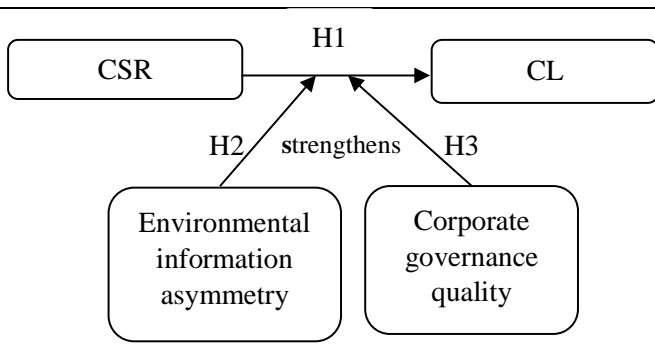 H1
CSR
CL
H2
strengthens
H3
Environmental
information
asymmetry
Corporate
governance
quality